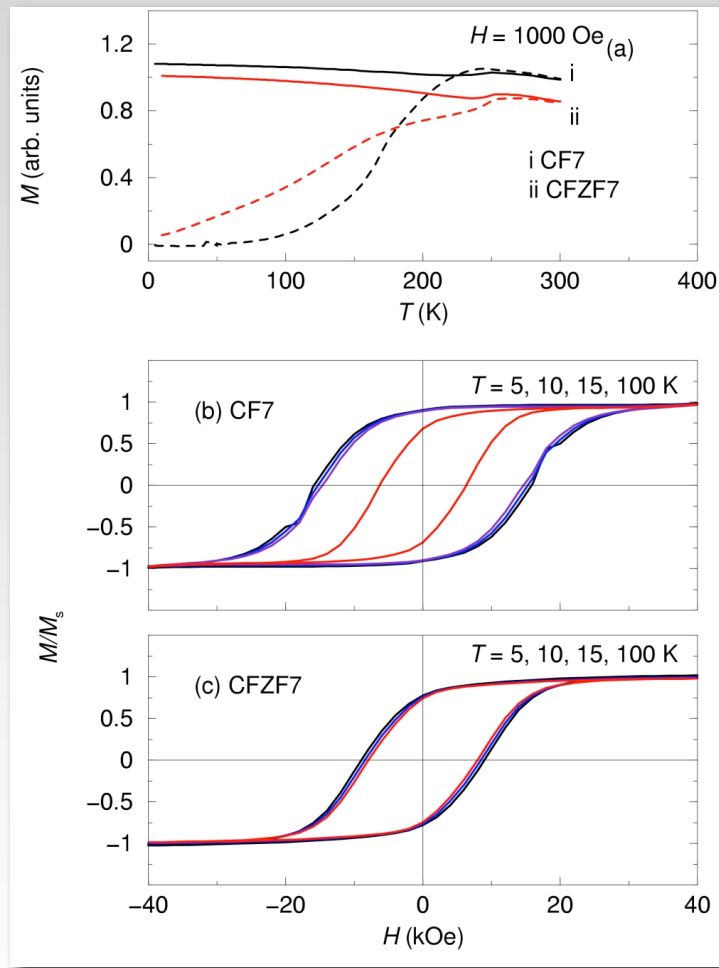 H = 1000 Oe (a)
1.2
0.8
0.4
0
M (arb. units)
i
ii
i CF7
ii CFZF7
0 100 200 300 400
T (K)
(b) CF7
T = 5, 10, 15, 100 K
1
0.5
0
−0.5
−1
M/Ms
(c) CFZF7
T = 5, 10, 15, 100 K
1
0.5
0
−0.5
−1
−40 −20 0 20 40
H (kOe)